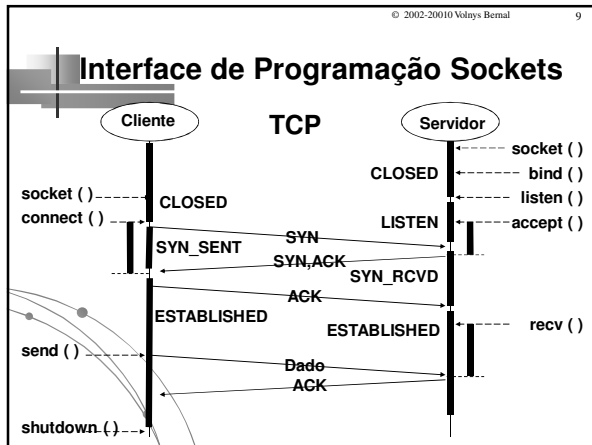 © 2002-20010 Volnys Bernal 9
Interface de Programação Sockets
Cliente TCP Servidor
socket ( )
CLOSED bind ( )
socket ( ) CLOSED listen ( )
connect ( ) LISTEN accept ( )
SYN
SYN_SENT
SYN,ACK
SYN_RCVD
ACK
ESTABLISHED
ESTABLISHED recv ( )
send ( )
Dado
ACK
shutdown ( )